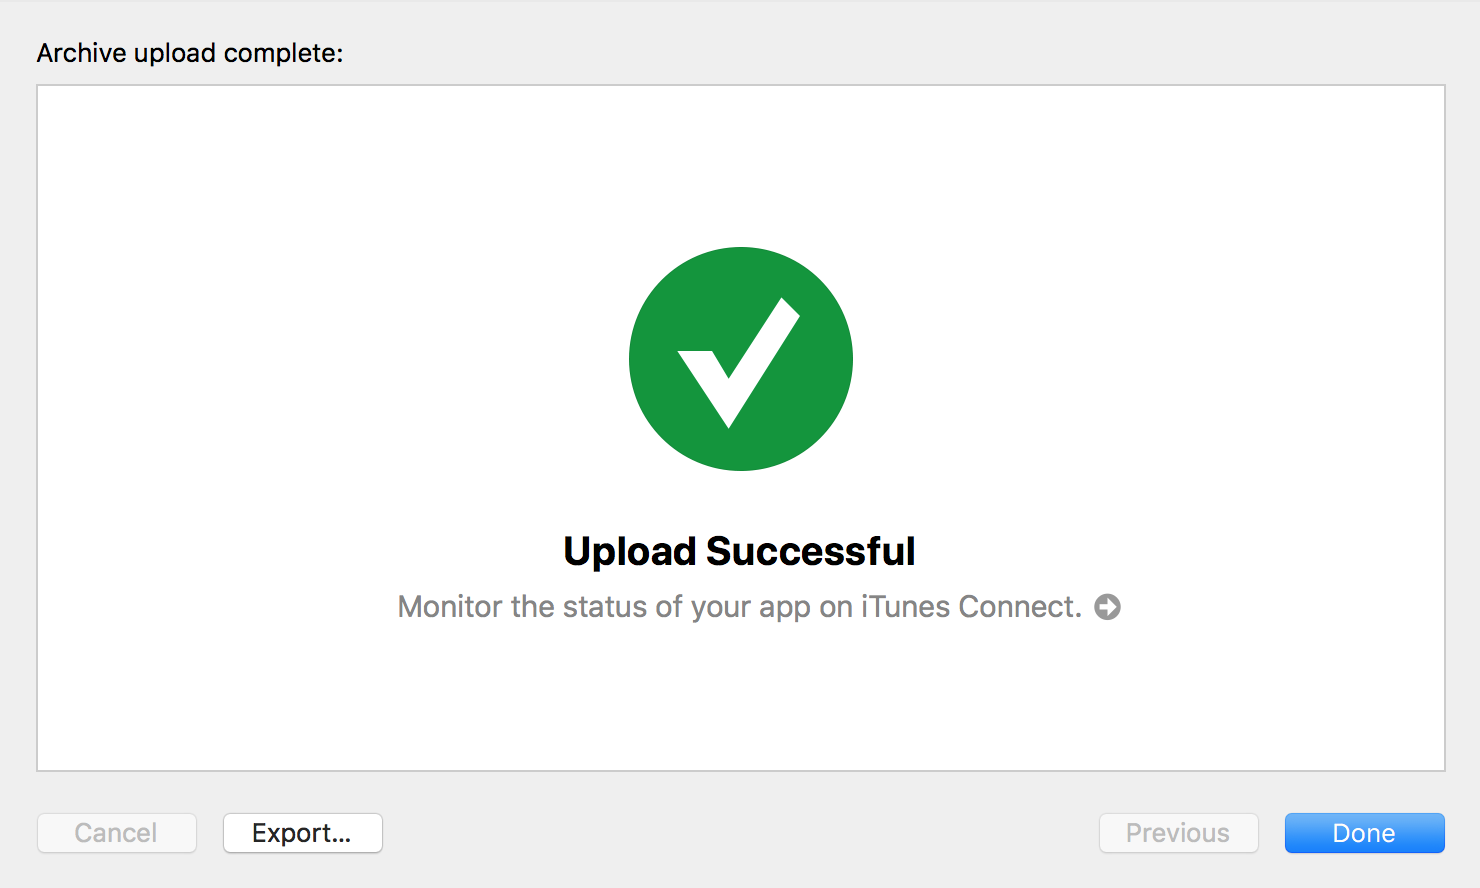 Archive upload complete:
Upload Successful
Monitor the status of your app on iTunes Connect.
Cancel
Export...
Previous
Done